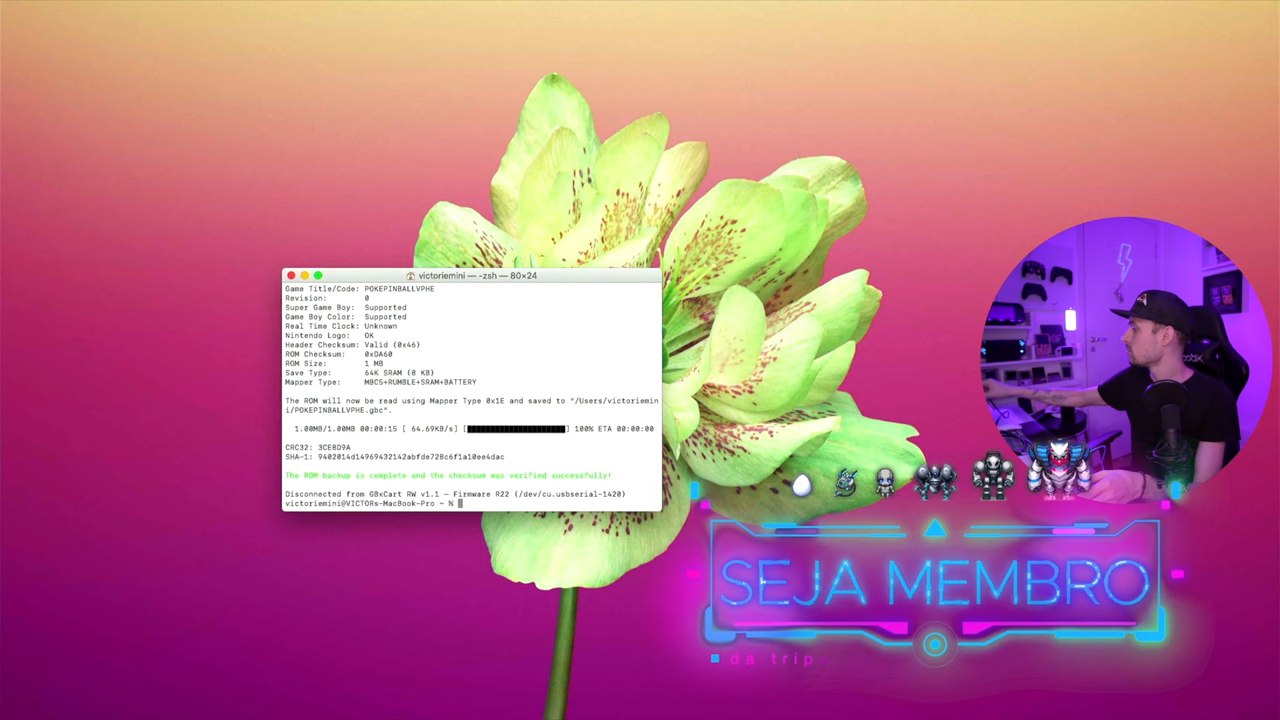 victoriemini — -zsh — 80×24
Game Title/Code: POKEPINBALLVPHE
Revision: 0
Super Game Boy: Supported
Game Boy Color: Supported
Real Time Clock: Unknown
Nintendo Logo: OK
Header Checksum: Valid (0x46)
ROM Checksum: 0xDA60
ROM Size: 1 MB
Save Type: 64K SRAM (8 KB)
Mapper Type: MBC5+RUMBLE+SRAM+BATTERY
The ROM will now be read using Mapper Type 0x1E and saved to "/Users/victoriemin
i/POKEPINBALLVPHE.gbc".
1.00MB/1.00MB 00:00:15 [ 64.69KB/s] [ ] 100% ETA 00:00:00
CRC32: 3CE8D9A
SHA-1: 9402014d14969432142abfde728c6f1a10ee4dac
The ROM backup is complete and the checksum was verified successfully!
Disconnected from GBxCart RW v1.1 – Firmware R22 (/dev/cu.usbserial-1420)
victoriemini@VICTORs-MacBook-Pro ~ %
SEJA MEMBRO
da trip